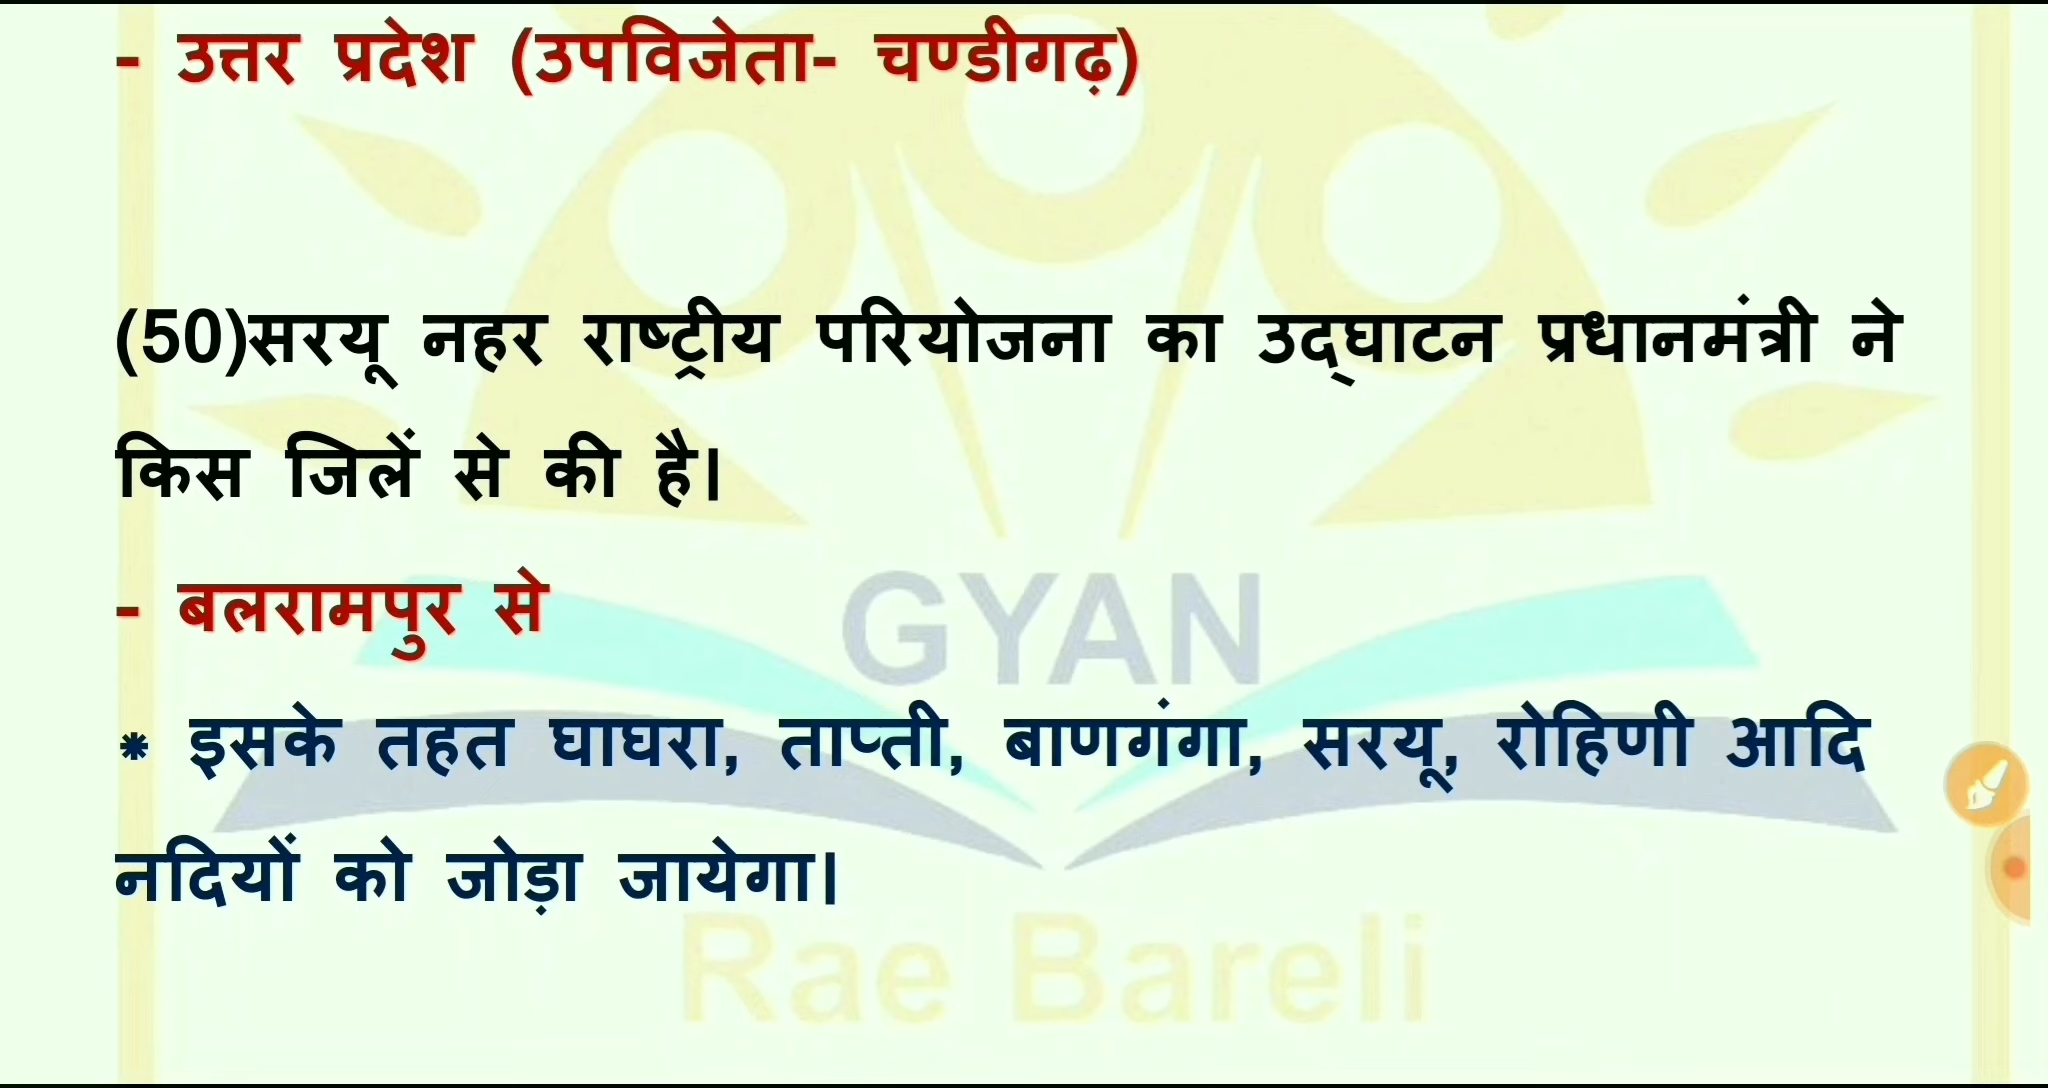 - उत्तर प्रदेश (उपविजेता- चण्डीगढ़)
(50)सरयू नहर राष्ट्रीय परियोजना का उद्घाटन प्रधानमंत्री ने
किस जिलें से की है।
- बलरामपुर से
* इसके तहत घाघरा, ताप्ती, बाणगंगा, सरयू, रोहिणी आदि
नदियों को जोड़ा जायेगा।
GYAN
Rae Bareli